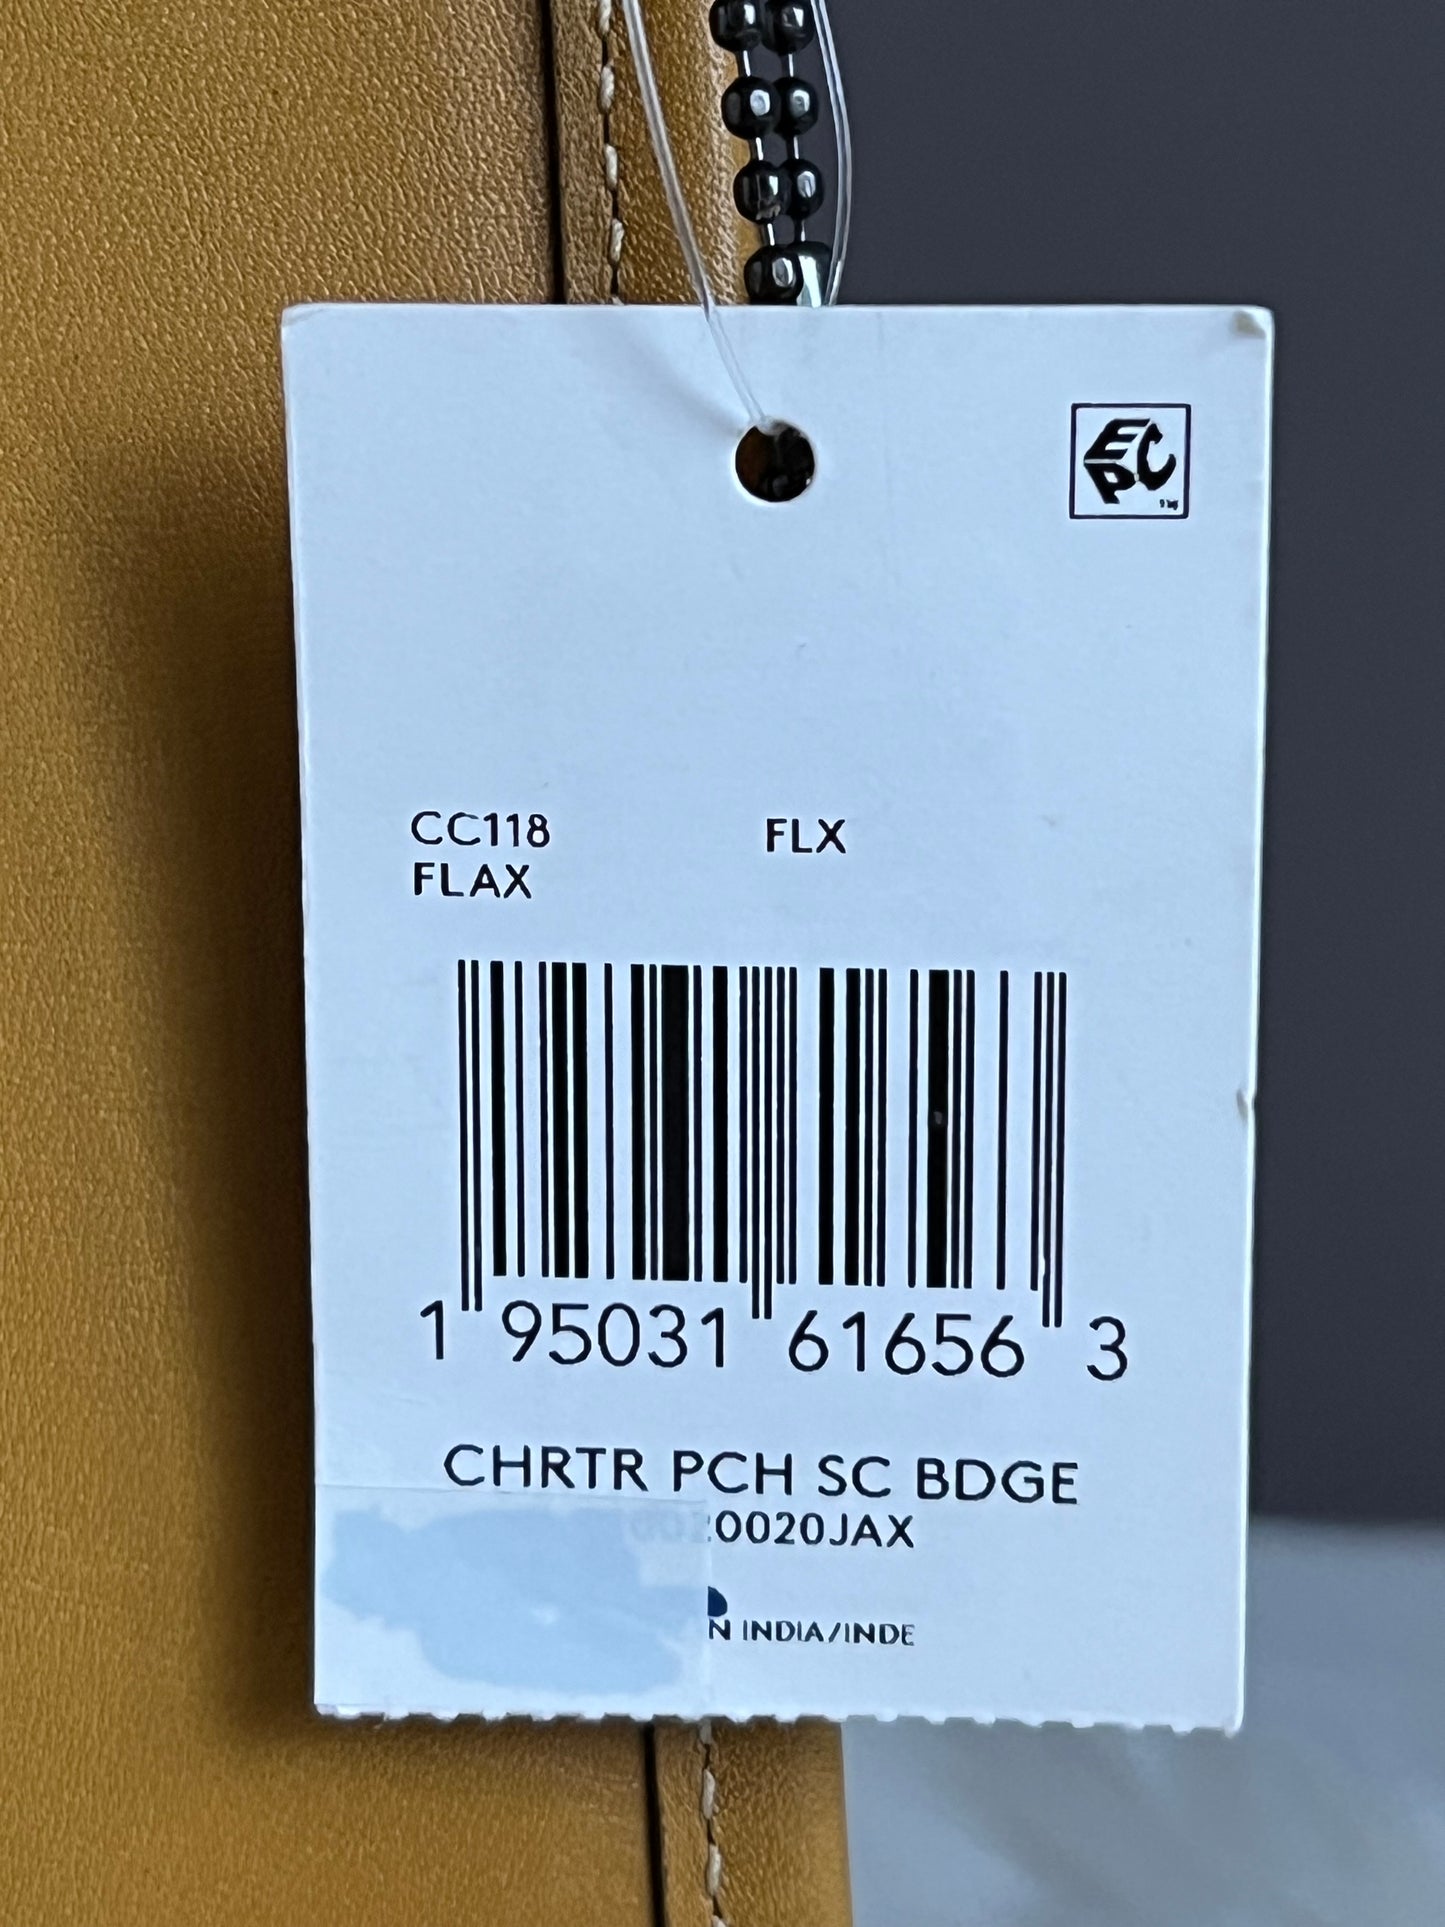 EPC
CC118 FLX
FLAX
1 95031 61656 3
CHRTR PCH SC BDGE
0020JAX
INDIA/INDE